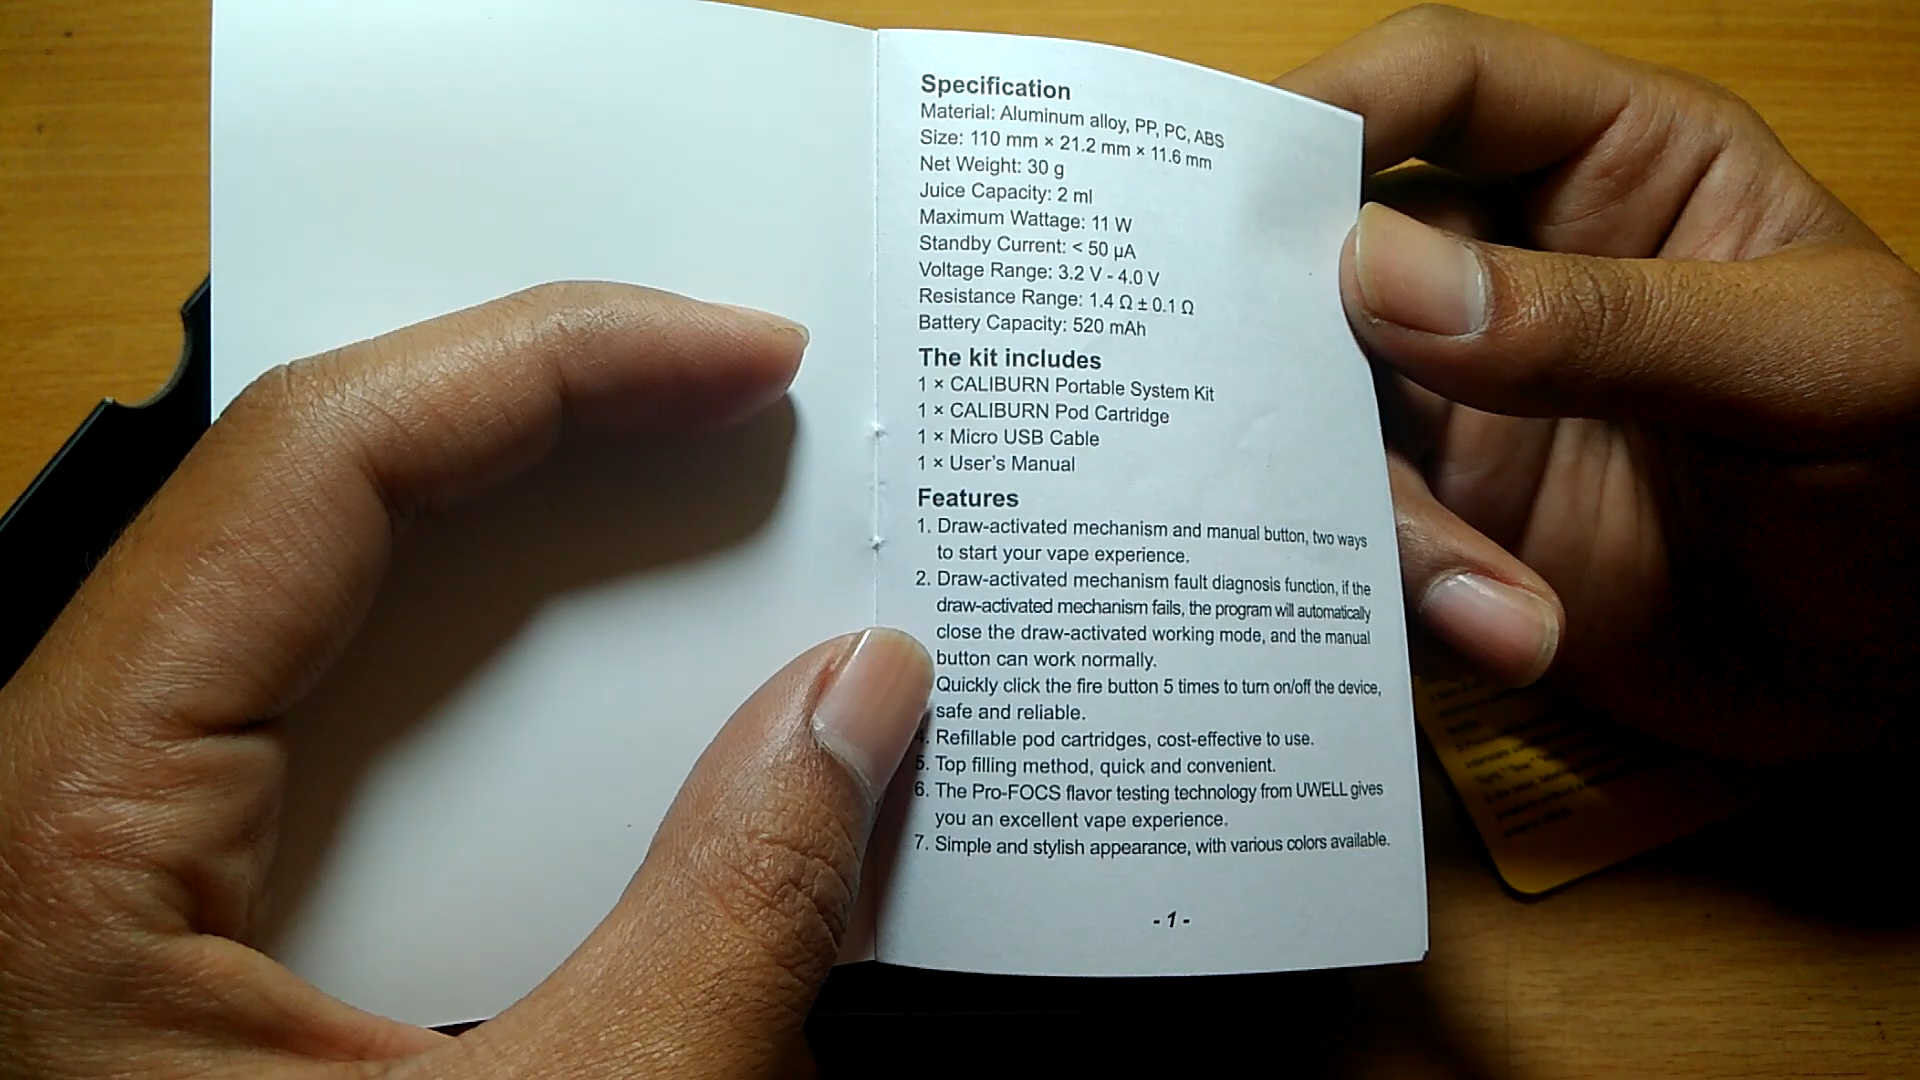 Specification
Material: Aluminum alloy, PP, PC, ABS
Size: 110 mm × 21.2 mm × 11.6 mm
Net Weight: 30 g
Juice Capacity: 2 ml
Maximum Wattage: 11 W
Standby Current: < 50 µA
Voltage Range: 3.2 V - 4.0 V
Resistance Range: 1.4 Ω ± 0.1 Ω
Battery Capacity: 520 mAh
The kit includes
1 × CALIBURN Portable System Kit
1 × CALIBURN Pod Cartridge
1 × Micro USB Cable
1 × User's Manual
Features
1. Draw-activated mechanism and manual button, two ways
to start your vape experience.
2. Draw-activated mechanism fault diagnosis function, if the
draw-activated mechanism fails, the program will automatically
close the draw-activated working mode, and the manual
button can work normally.
Quickly click the fire button 5 times to turn on/off the device,
safe and reliable.
4. Refillable pod cartridges, cost-effective to use.
5. Top filling method, quick and convenient.
6. The Pro-FOCS flavor testing technology from UWELL gives
you an excellent vape experience.
7. Simple and stylish appearance, with various colors available.
- 1 -